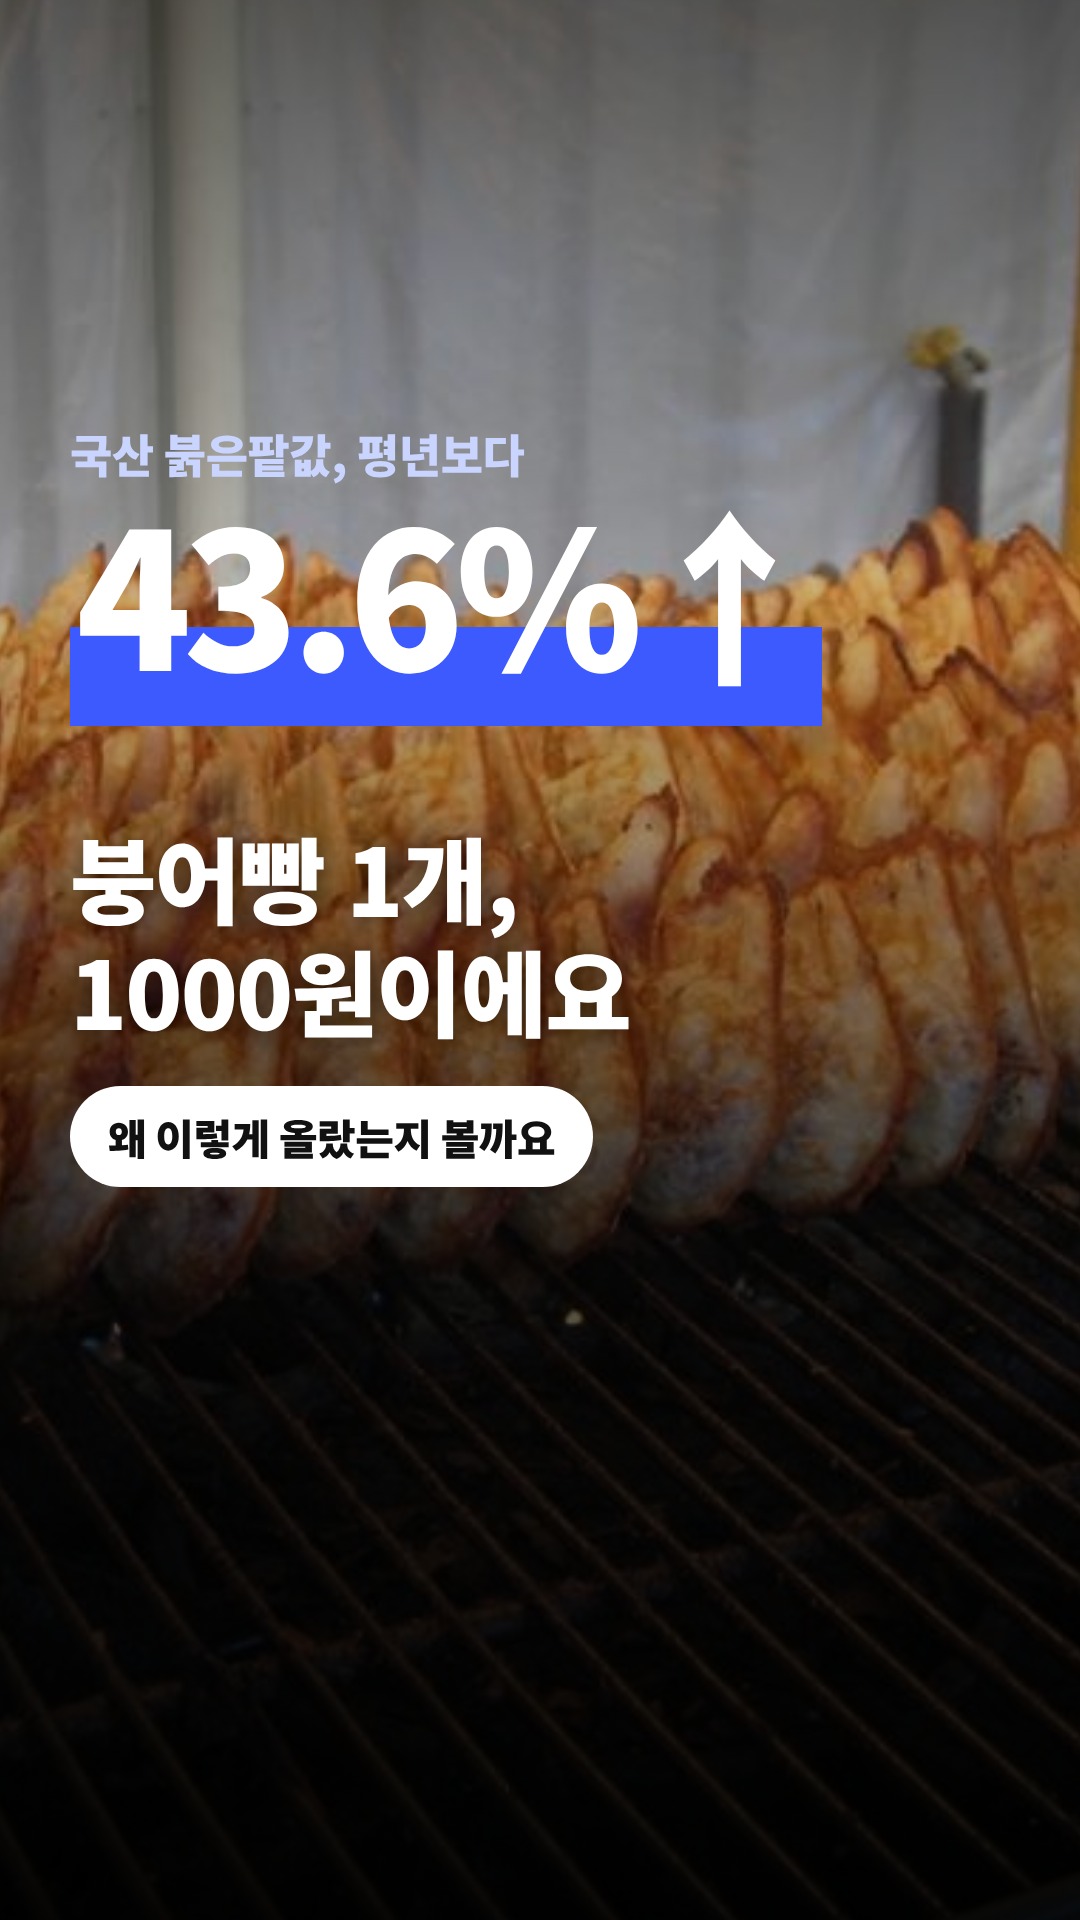 국산 붉은팥값, 평년보다
43.6%↑
붕어빵 1개,
1000원이에요
왜 이렇게 올랐는지 볼까요